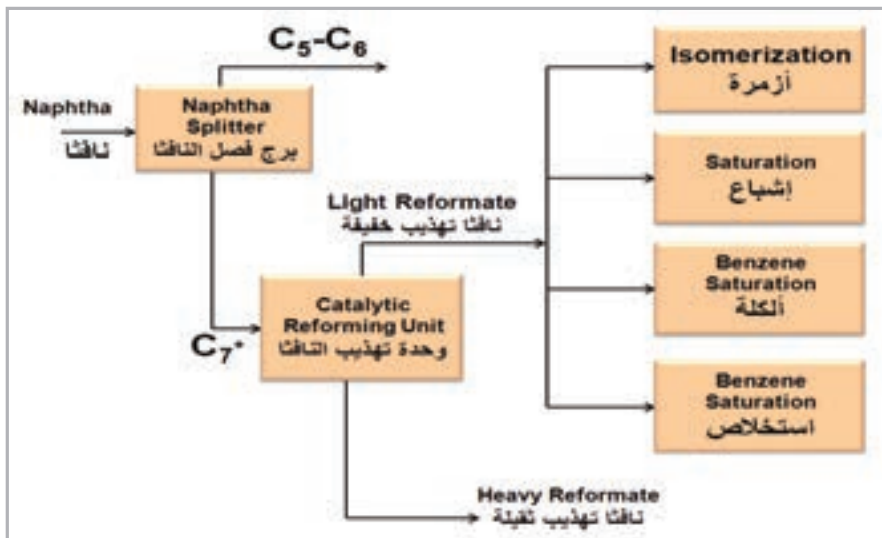 C₅-C₆
Naphtha
نافثا
Naphtha
Splitter
برج فصل النافثا
Light Reformate
نافثا تهذيب خفيفة
C₇⁺
Catalytic
Reforming Unit
وحدة تهذيب النافثا
Heavy Reformate
نافثا تهذيب ثقيلة
Isomerization
أزمرة
Saturation
إشباع
Benzene
Saturation
ألكلة
Benzene
Saturation
استخلاص